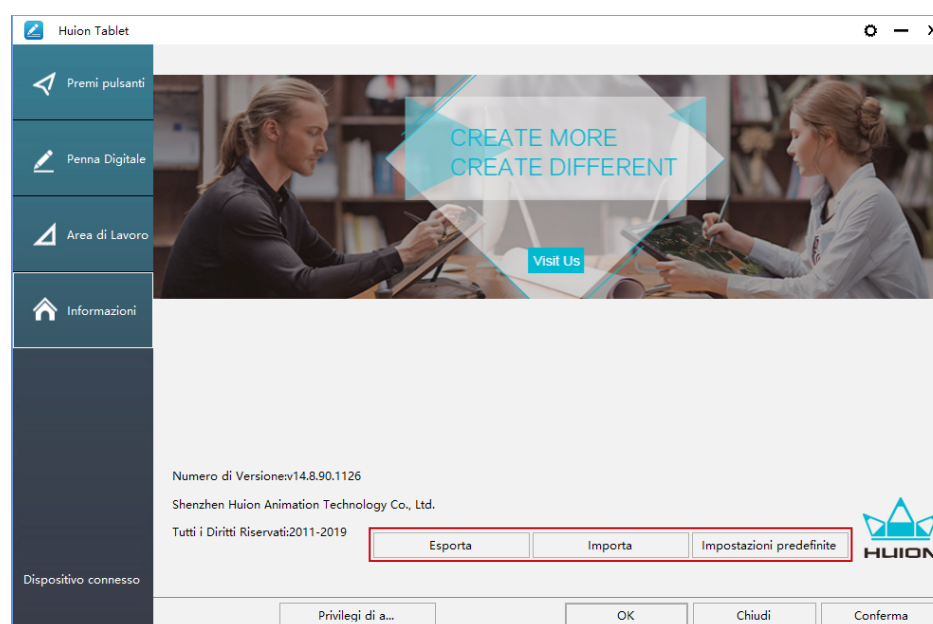 Huion Tablet
Premi pulsanti
Penna Digitale
Area di Lavoro
Informazioni
CREATE MORE
CREATE DIFFERENT
Visit Us
Numero di Versione:v14.8.90.1126
Shenzhen Huion Animation Technology Co., Ltd.
Tutti i Diritti Riservati:2011-2019
Esporta
Importa
Impostazioni predefinite
HUION
Dispositivo connesso
Privilegi di a...
OK
Chiudi
Conferma